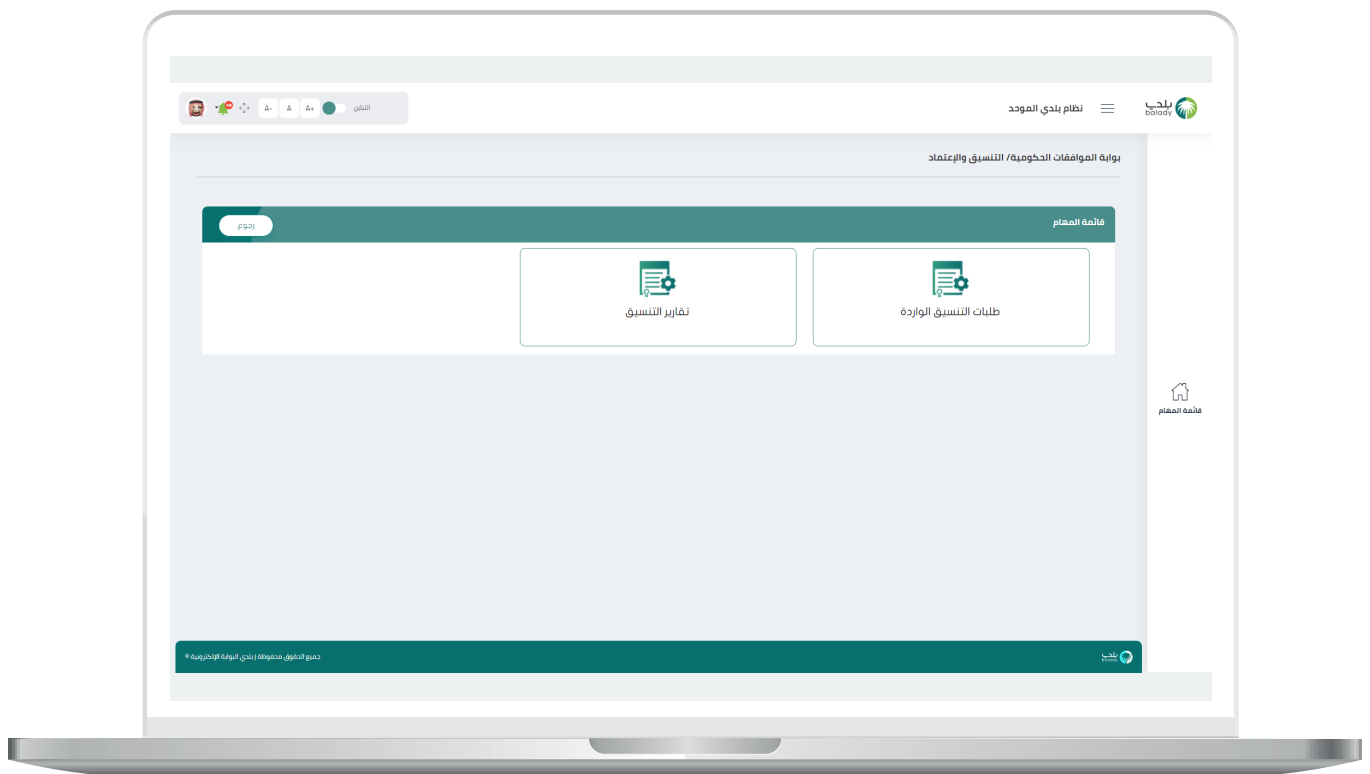 بلدي
balady
نظام بلدي الموحد
التباين
A+
A
A-
بوابة الموافقات الحكومية/ التنسيق والإعتماد
قائمة المهام
رجوع
طلبات التنسيق الواردة
تقارير التنسيق
قائمة المهام
بلدي
balady
جميع الحقوق محفوظة | بلدي البوابة الإلكترونية ©